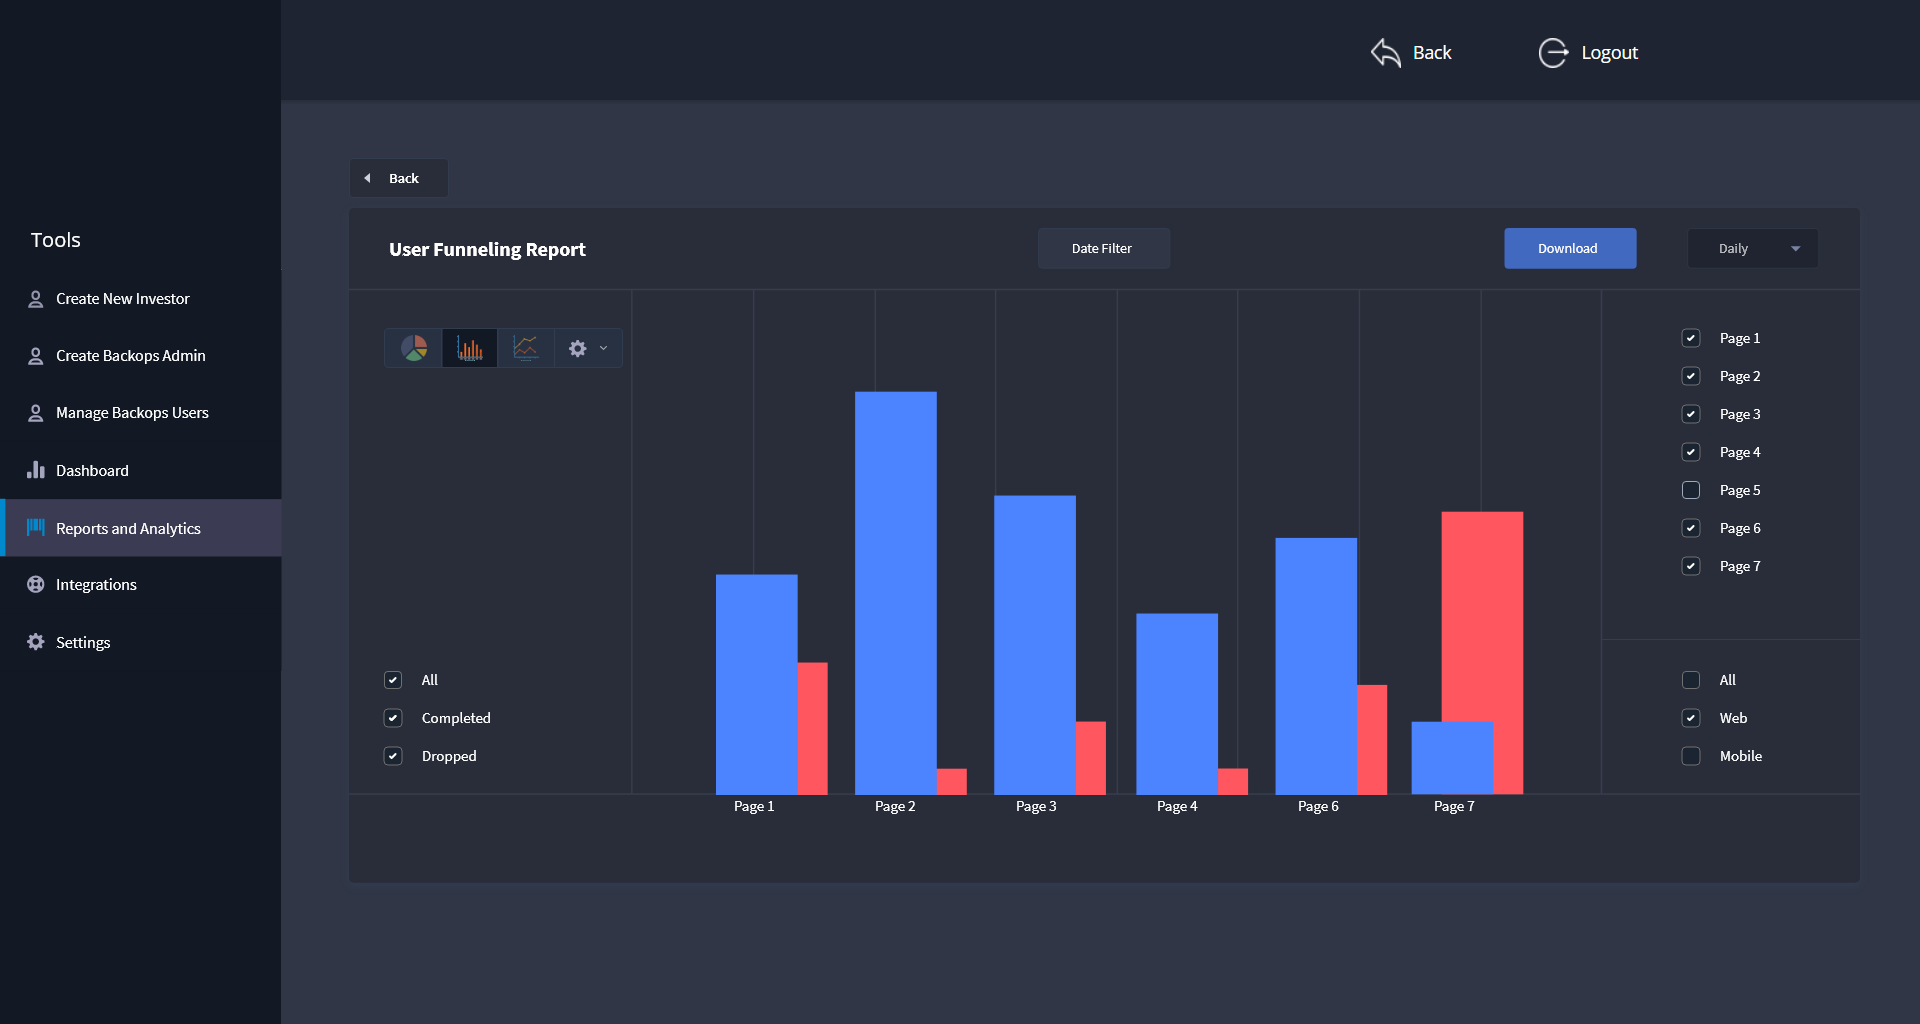 Back
Logout
Back
Tools
Create New Investor
Create Backops Admin
Manage Backops Users
Dashboard
Reports and Analytics
Integrations
Settings
User Funneling Report
Date Filter
Download
Daily
Page 1
Page 2
Page 3
Page 4
Page 5
Page 6
Page 7
All
Completed
Dropped
All
Web
Mobile
Page 1
Page 2
Page 3
Page 4
Page 6
Page 7